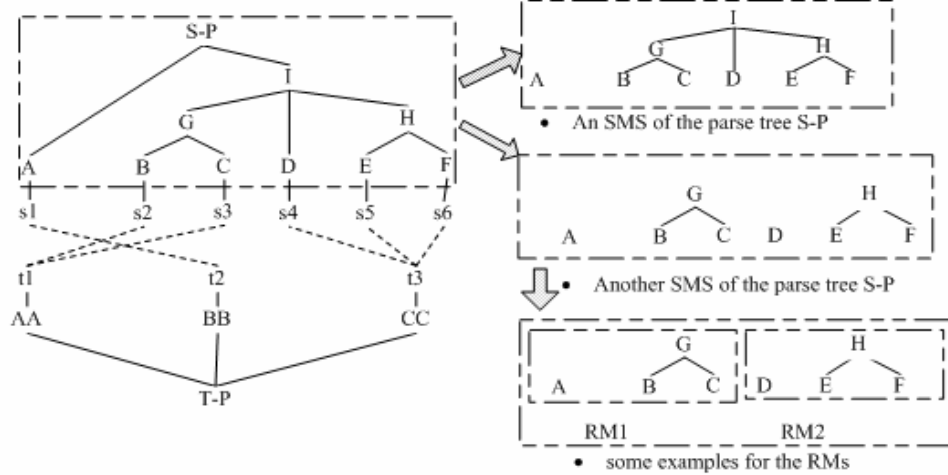 S-P
I
G H
A B C D E F
s1 s2 s3 s4 s5 s6
t1 t2 t3
AA BB CC
T-P
I
G H
A B C D E F
• An SMS of the parse tree S-P
G H
A B C D E F
• Another SMS of the parse tree S-P
G H
A B C D E F
RM1 RM2
• some examples for the RMs